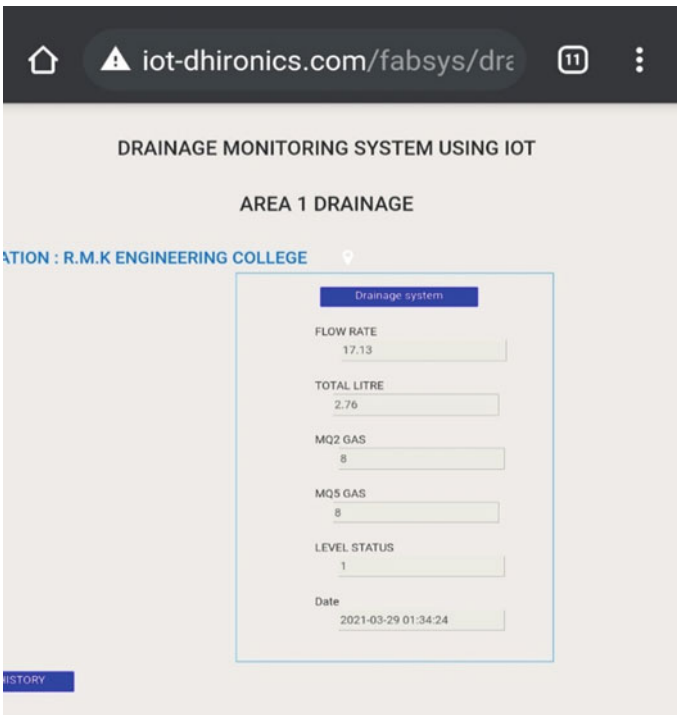 iot-dhironics.com/fabsys/dra
11
DRAINAGE MONITORING SYSTEM USING IOT
AREA 1 DRAINAGE
ATION : R.M.K ENGINEERING COLLEGE
Drainage system
FLOW RATE
17.13
TOTAL LITRE
2.76
MQ2 GAS
8
MQ5 GAS
8
LEVEL STATUS
1
Date
2021-03-29 01:34:24
HISTORY